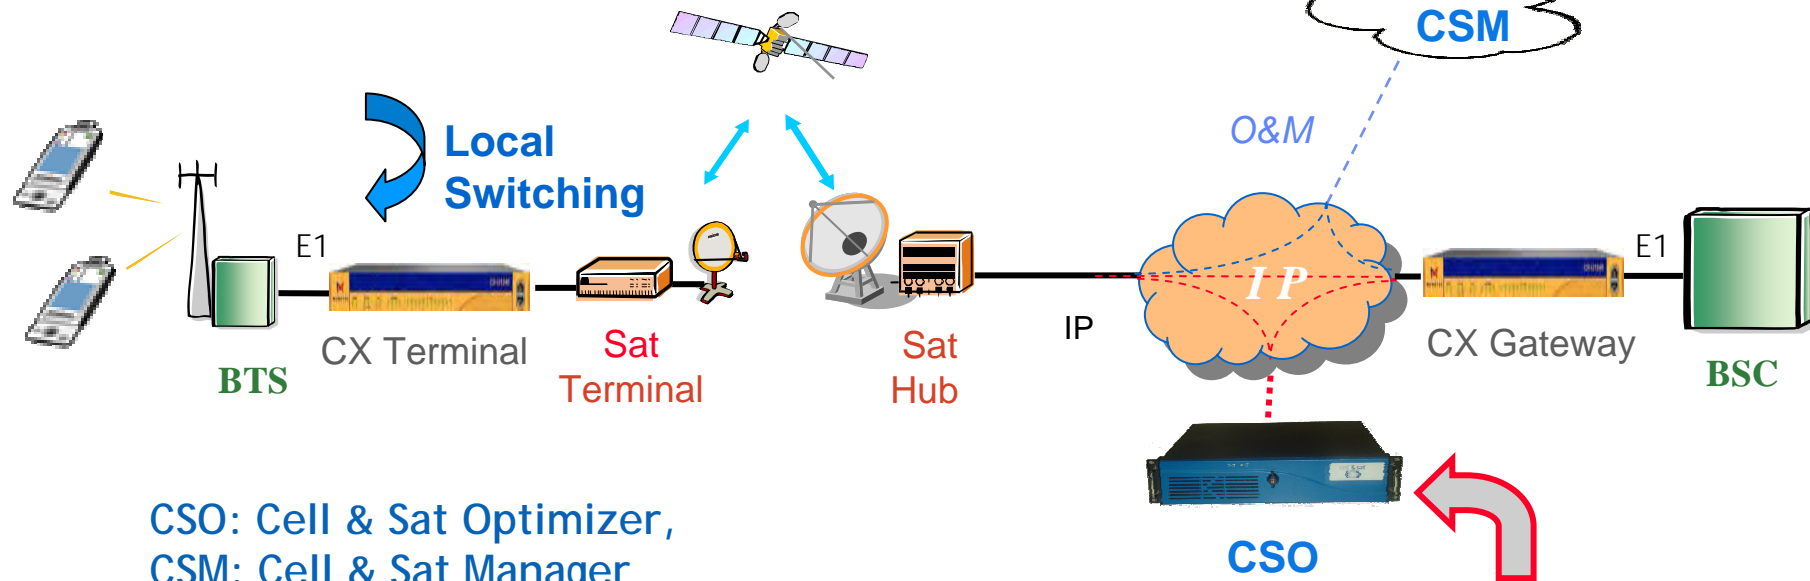 CSM
O&M
Local
Switching
E1
E1
I P
IP
CX Terminal
Sat
Terminal
Sat
Hub
CX Gateway
BTS
BSC
CSO: Cell & Sat Optimizer,
CSM: Cell & Sat Manager
CSO